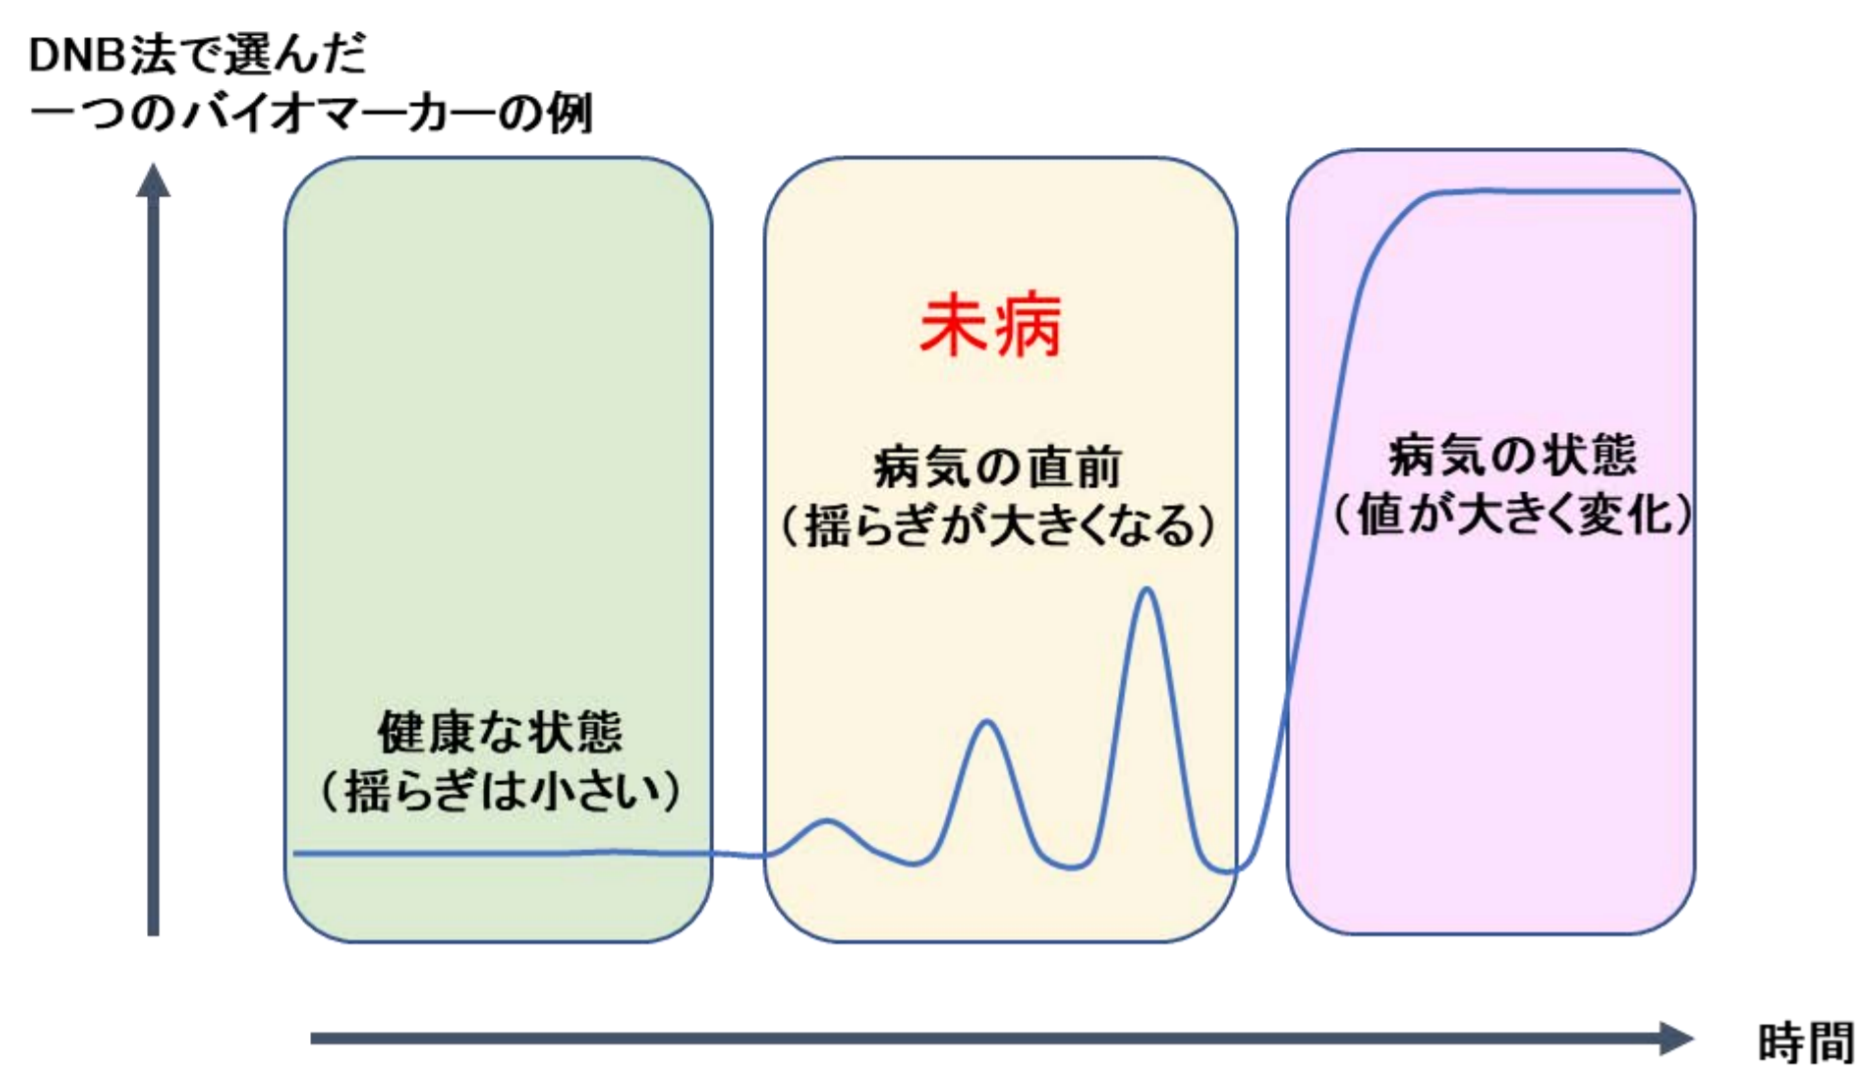 DNB法で選んだ
一つのバイオマーカーの例
未病
病気の直前
（揺らぎが大きくなる）
病気の状態
（値が大きく変化）
健康な状態
（揺らぎは小さい）
時間